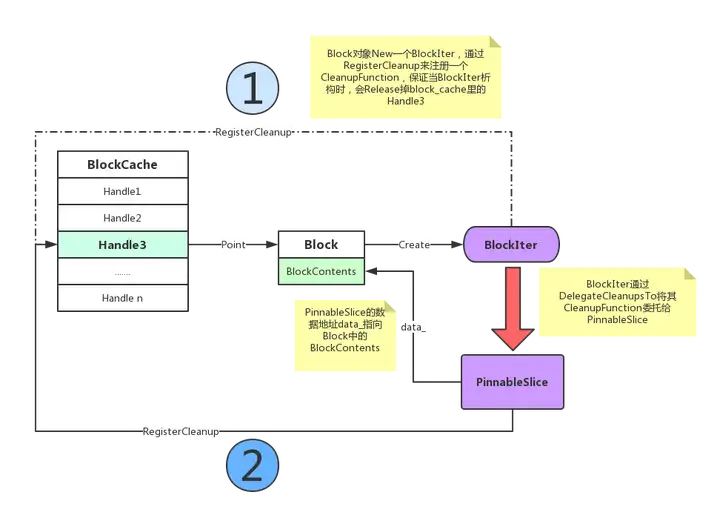 1
Block对象New一个BlockIter，通过
RegisterCleanup来注册一个
CleanupFunction，保证当BlockIter析
构时，会Release掉block_cache里的
Handle3
RegisterCleanup
BlockCache
Handle1
Handle2
Handle3
.......
Handle n
Point
Block
BlockContents
Create
BlockIter
BlockIter通过
DelegateCleanupsTo将其
CleanupFunction委托给
PinnableSlice
PinnableSlice的数
据地址data_指向
Block中的
BlockContents
data_
PinnableSlice
RegisterCleanup
2